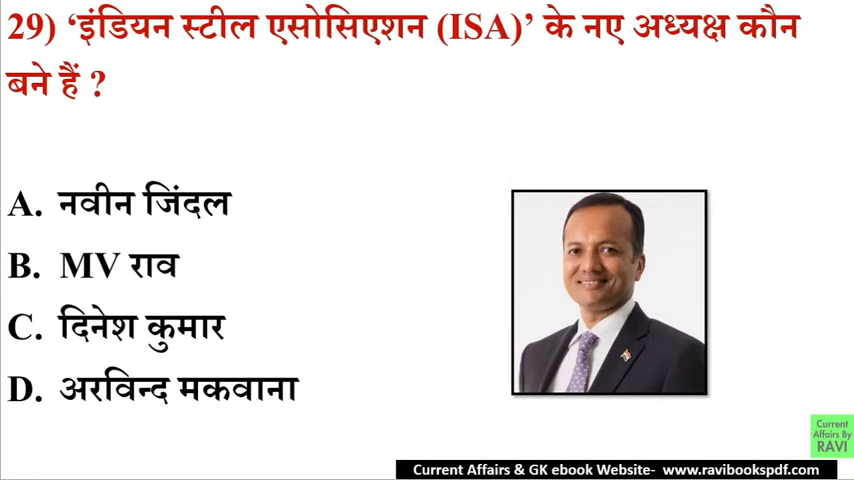 29) ‘इंडियन स्टील एसोसिएशन (ISA)’ के नए अध्यक्ष कौन
बने हैं ?
A. नवीन जिंदल
B. MV राव
C. दिनेश कुमार
D. अरविन्द मकवाना
Current
Affairs By
RAVI
Current Affairs & GK ebook Website- www.ravibookspdf.com